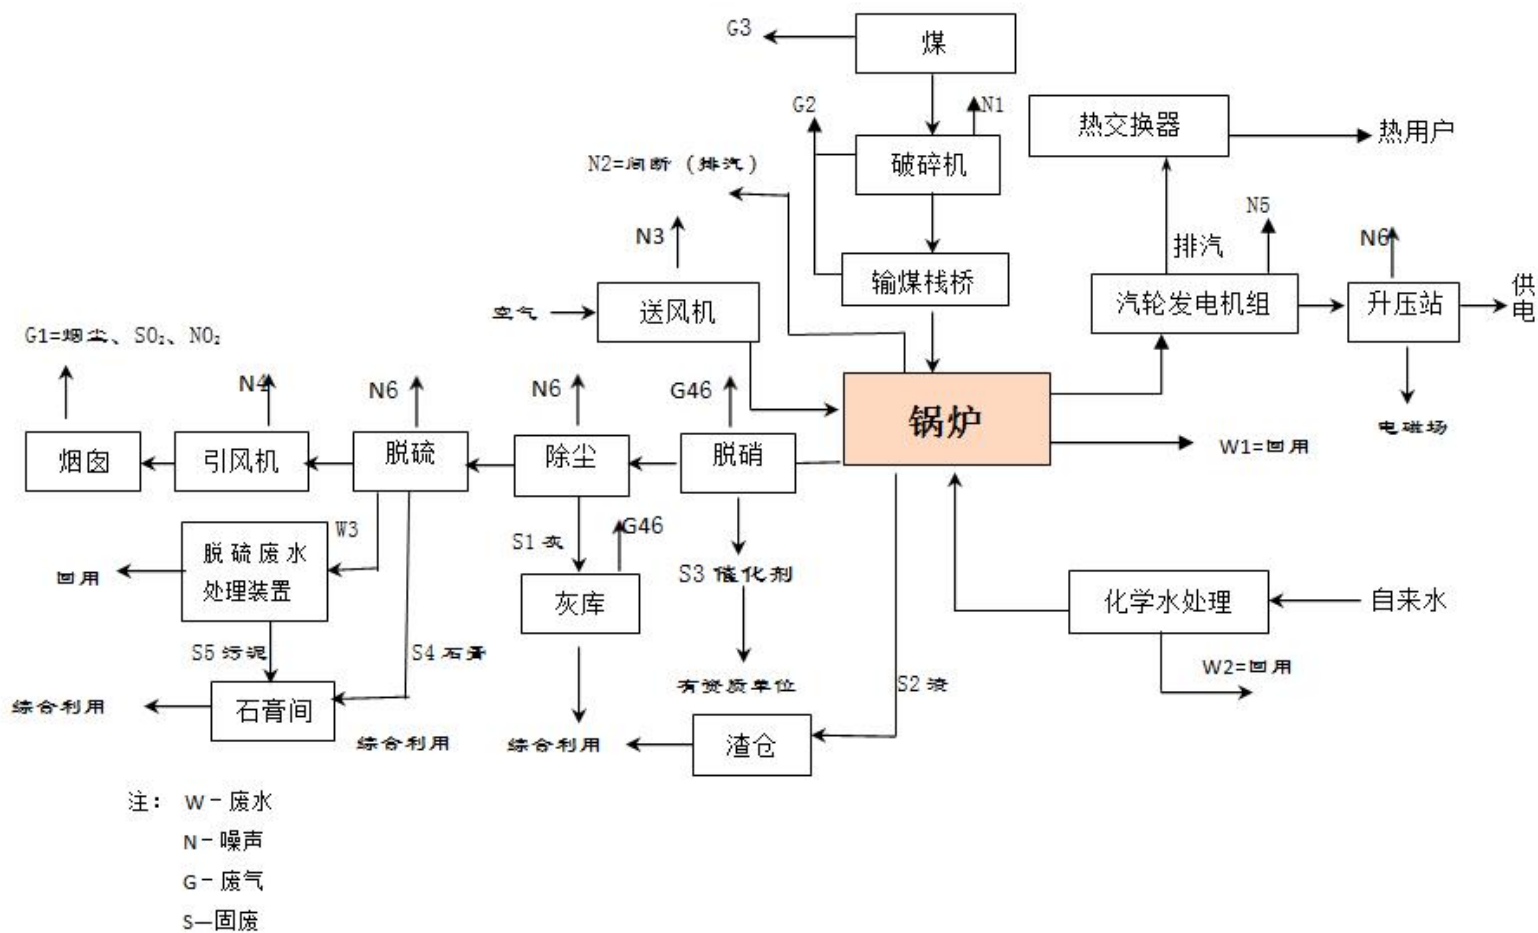 G3
煤
G2
N1
热交换器
热用户
N2=间断（排汽）
破碎机
N3
N5
排汽
N6
输煤栈桥
空气
送风机
汽轮发电机组
升压站
供电
G1=烟尘、SO₂、NO₂
N4
N6
N6
G46
锅炉
电磁场
W1=回用
烟囱
引风机
脱硫
除尘
脱硝
W3
S1 灰
G46
脱硫废水
处理装置
回用
S3 催化剂
灰库
化学水处理
自来水
S5 污泥
S4 石膏
W2=回用
有资质单位
S2 渣
综合利用
石膏间
综合利用
综合利用
渣仓
注： W－废水
N－噪声
G－废气
S—固废